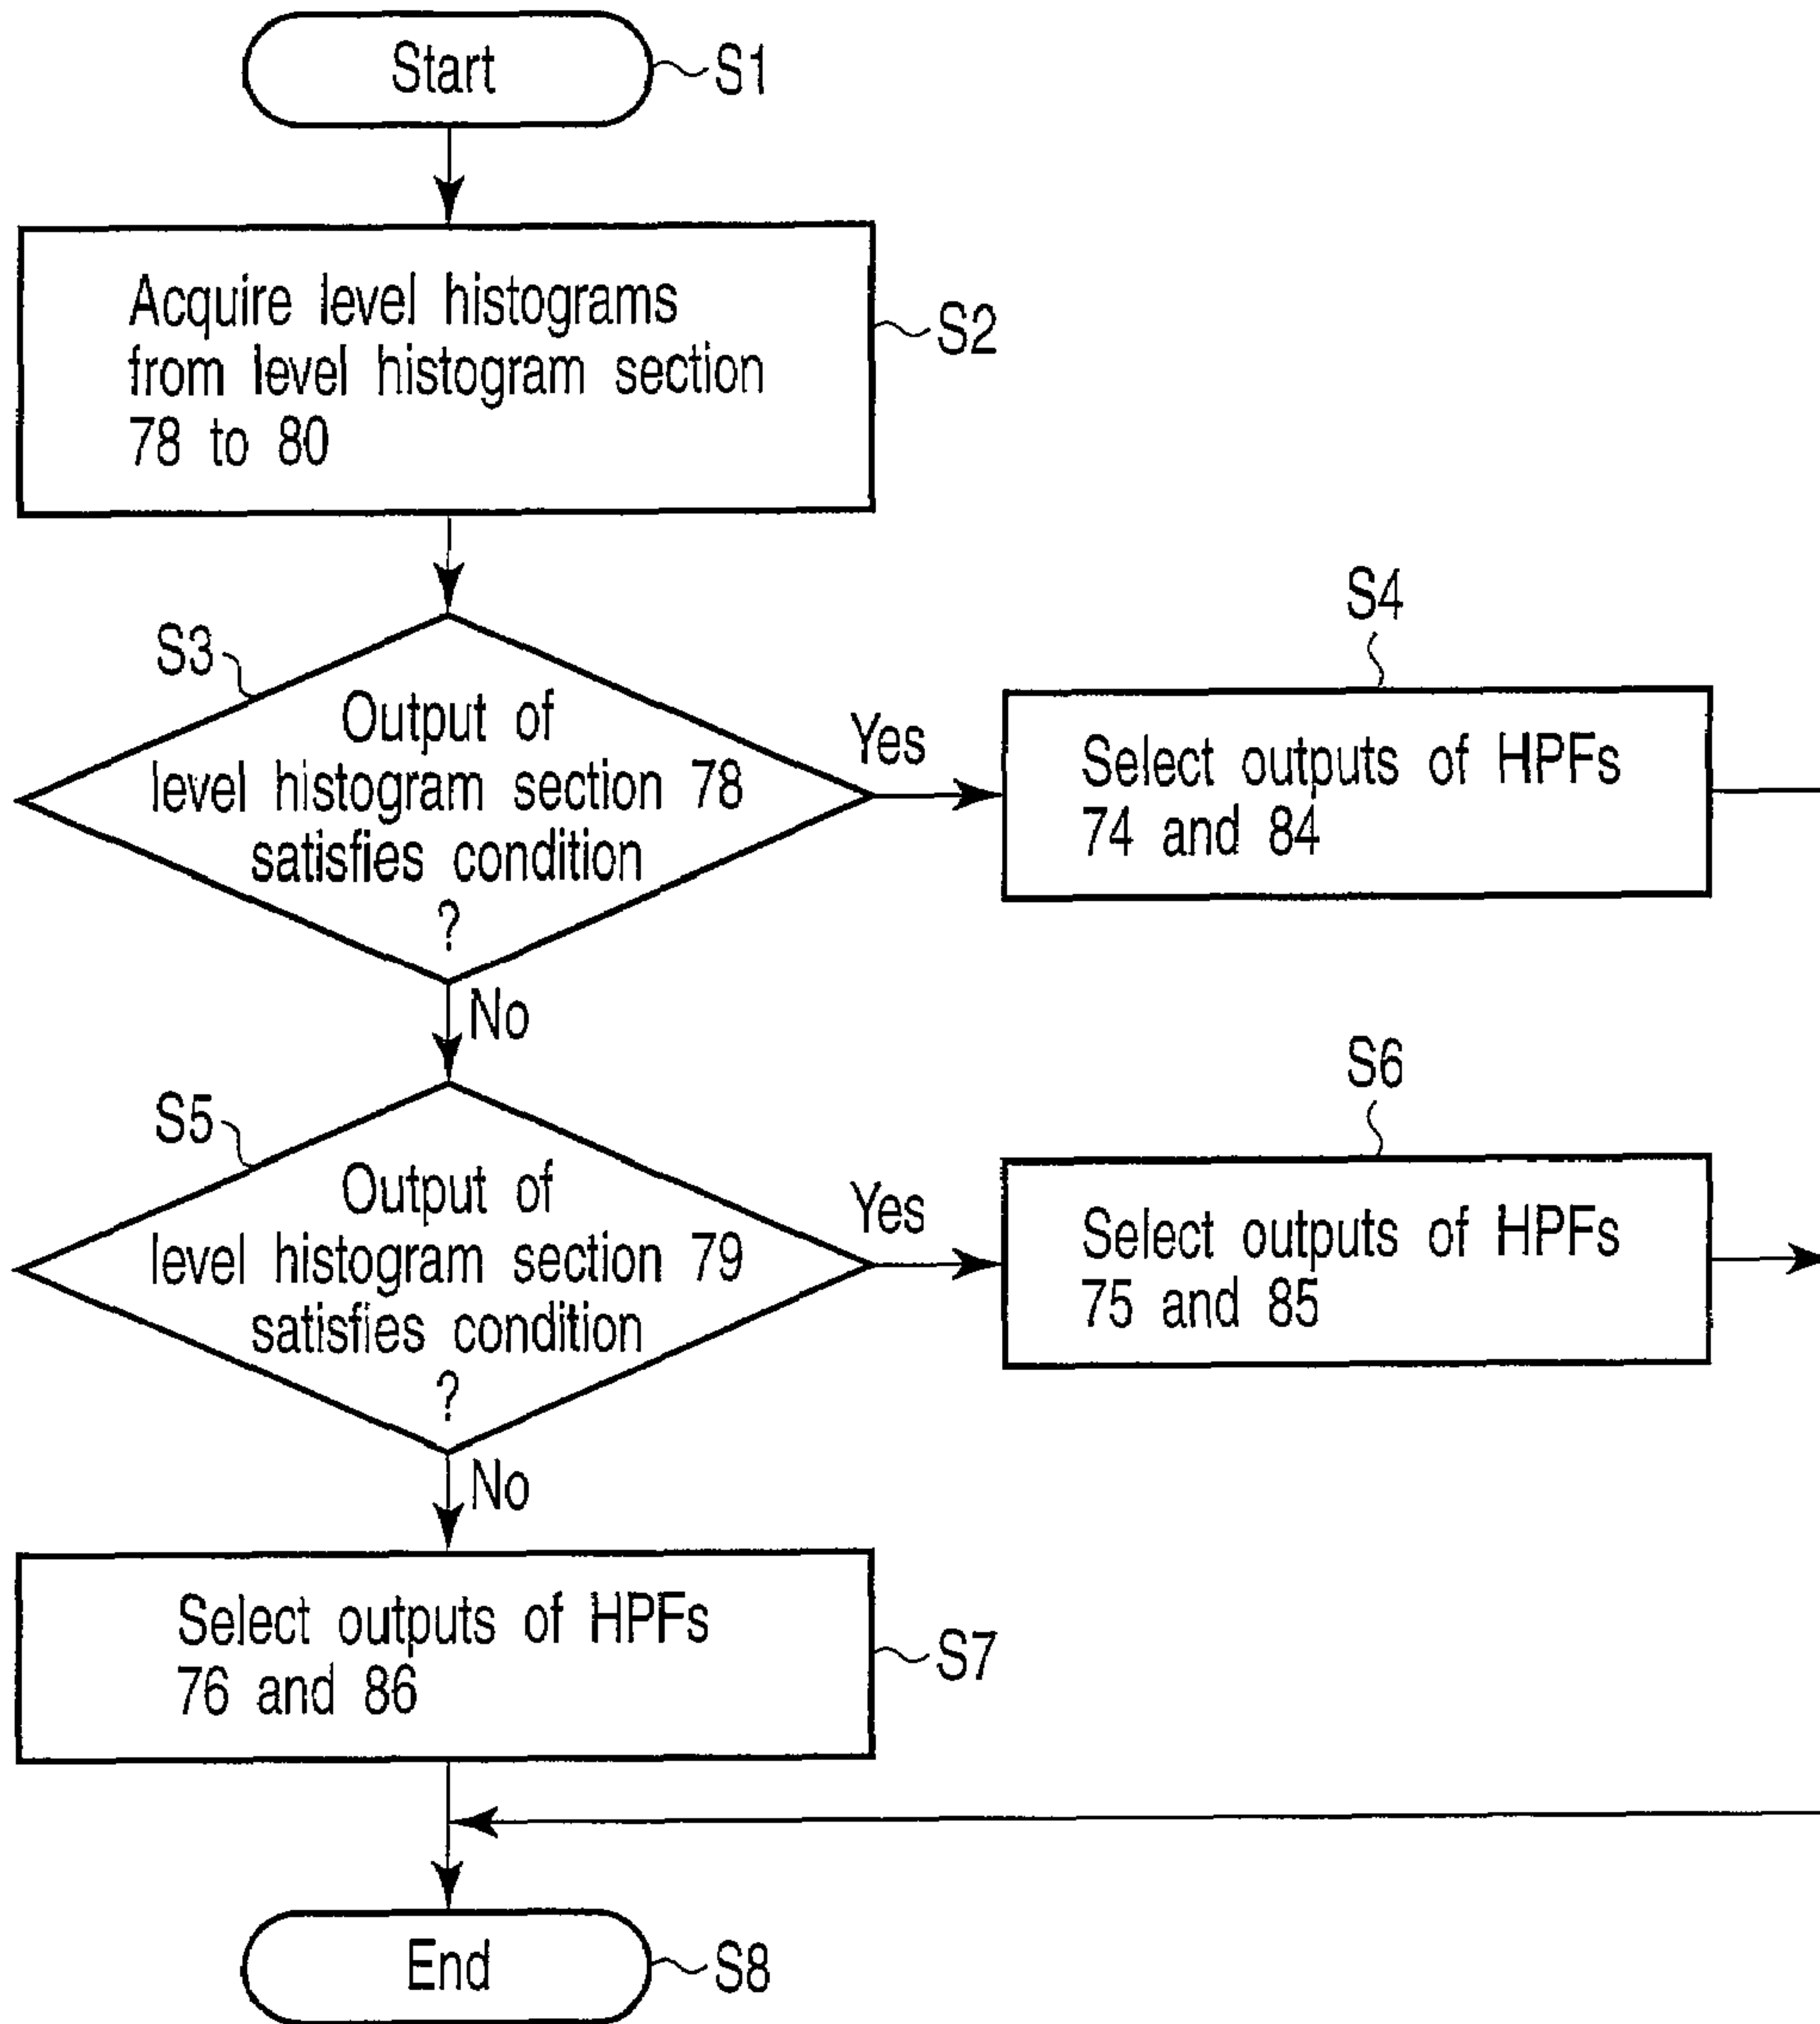 Start
S1
Acquire level histograms
from level histogram section
78 to 80
S2
S3
Output of
level histogram section 78
satisfies condition
?
Yes
S4
Select outputs of HPFs
74 and 84
No
S5
Output of
level histogram section 79
satisfies condition
?
Yes
S6
Select outputs of HPFs
75 and 85
No
Select outputs of HPFs
76 and 86
S7
End
S8